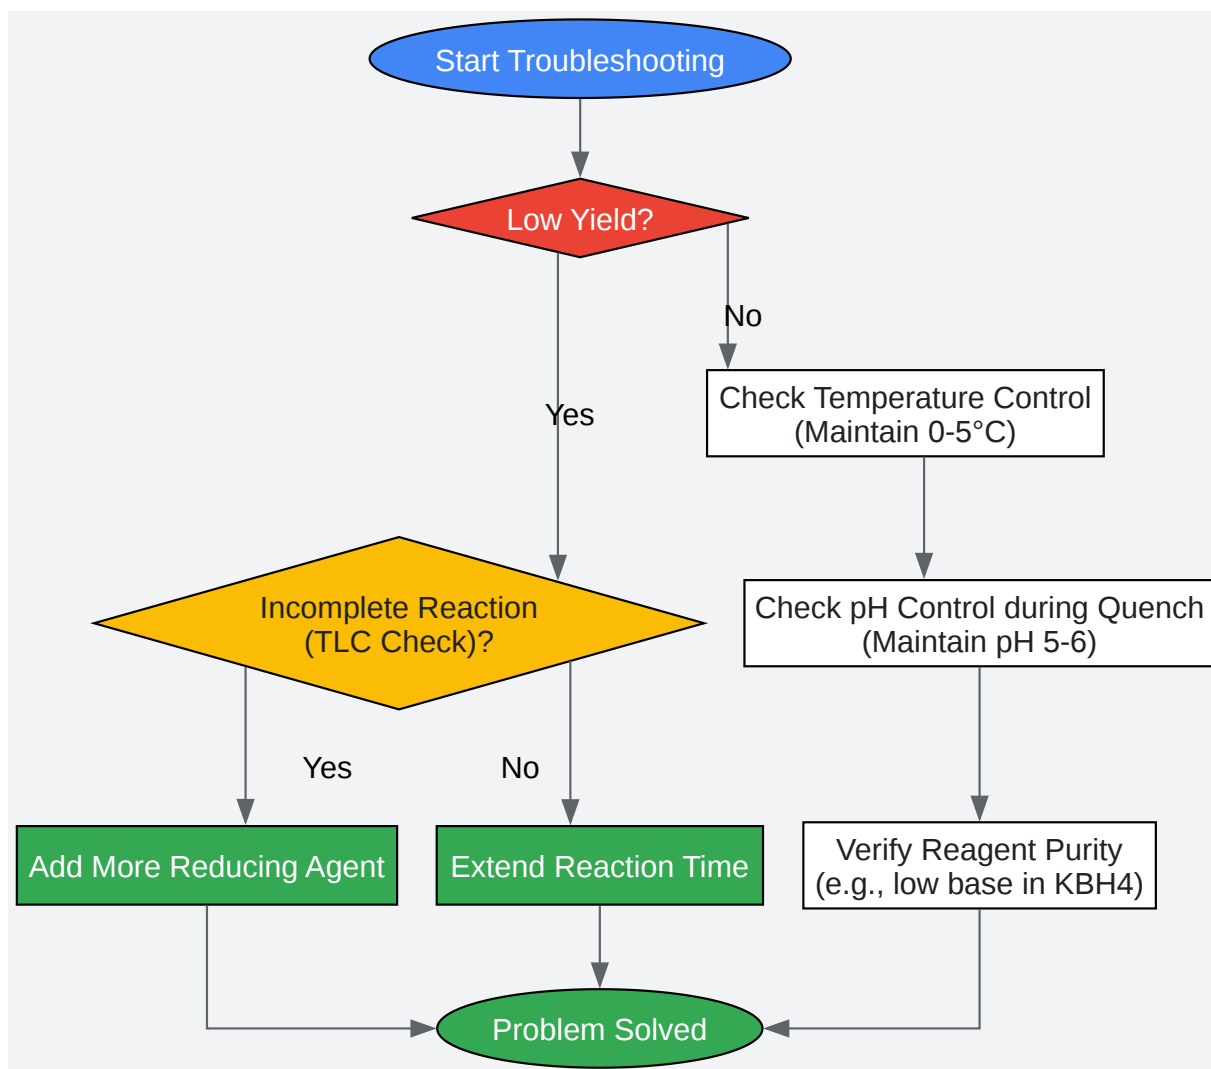 Start Troubleshooting
Low Yield?
No
Yes
Check Temperature Control
(Maintain 0-5°C)
Incomplete Reaction
(TLC Check)?
Check pH Control during Quench
(Maintain pH 5-6)
Yes
No
Add More Reducing Agent
Extend Reaction Time
Verify Reagent Purity
(e.g., low base in KBH4)
Problem Solved